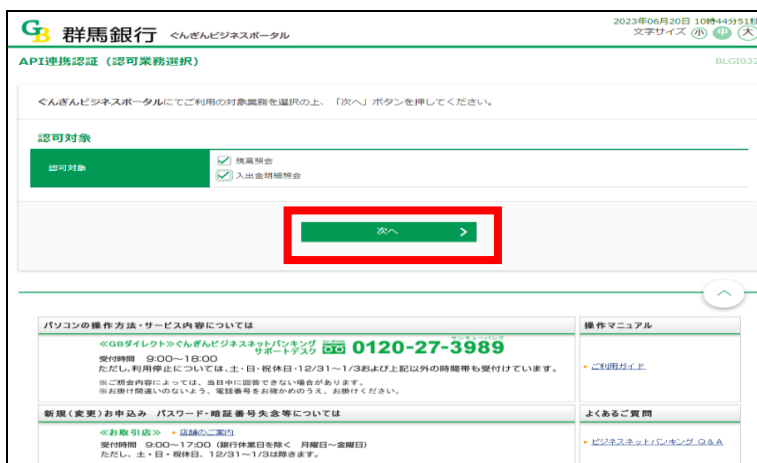 2023年06月20日 10時44分51秒
GB 群馬銀行 ぐんぎんビジネスポータル
文字サイズ 小 中 大
API連携認証（認可業務選択）
BLGI032
ぐんぎんビジネスポータルにてご利用の対象業務を選択の上、「次へ」ボタンを押してください。
認可対象
認可対象
残高照会
入出金明細照会
次へ
パソコンの操作方法・サービス内容については
≪GBダイレクト≫ぐんぎんビジネスネットバンキング
サポートデスク
サンキューバンク
0120-27-3989
受付時間 9:00～18:00
ただし、利用停止については、土・日・祝休日・12/31～1/3および上記以外の時間帯も受付ています。
※ご照会内容によっては、当日中に回答できない場合があります。
※お掛け間違いのないよう、電話番号をお確かめのうえ、お掛けください。
操作マニュアル
ご利用ガイド
新規(変更)お申込み パスワード・暗証番号失念等については
≪お取引店≫ 店舗のご案内
受付時間 9:00～17:00（銀行休業日を除く 月曜日～金曜日）
ただし、土・日・祝休日、12/31～1/3は除きます。
よくあるご質問
ビジネスネットバンキング Q&A